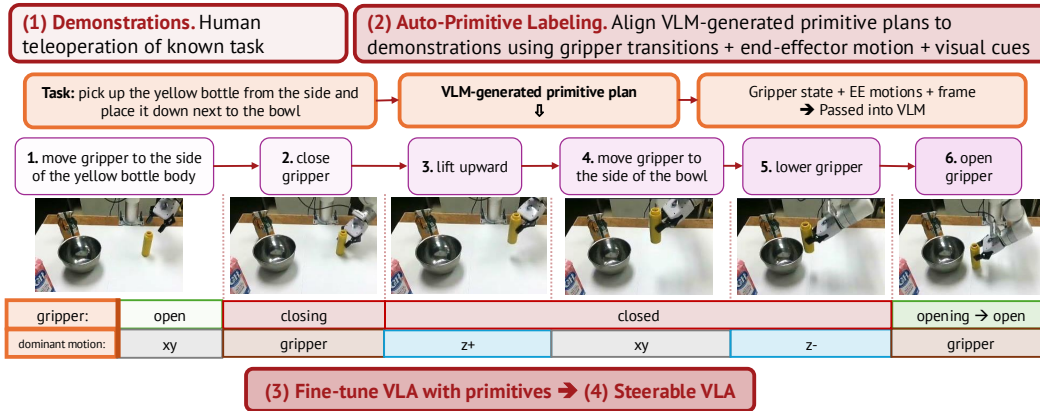 (1) Demonstrations. Human
teleoperation of known task
(2) Auto-Primitive Labeling. Align VLM-generated primitive plans to
demonstrations using gripper transitions + end-effector motion + visual cues
Task: pick up the yellow bottle from the side and
place it down next to the bowl
VLM-generated primitive plan
⇩
Gripper state + EE motions + frame
➔ Passed into VLM
1. move gripper to the side
of the yellow bottle body
2. close
gripper
3. lift upward
4. move gripper to
the side of the bowl
5. lower gripper
6. open
gripper
gripper:
open
closing
closed
opening → open
dominant motion:
xy
gripper
z+
xy
z-
gripper
(3) Fine-tune VLA with primitives ➔ (4) Steerable VLA